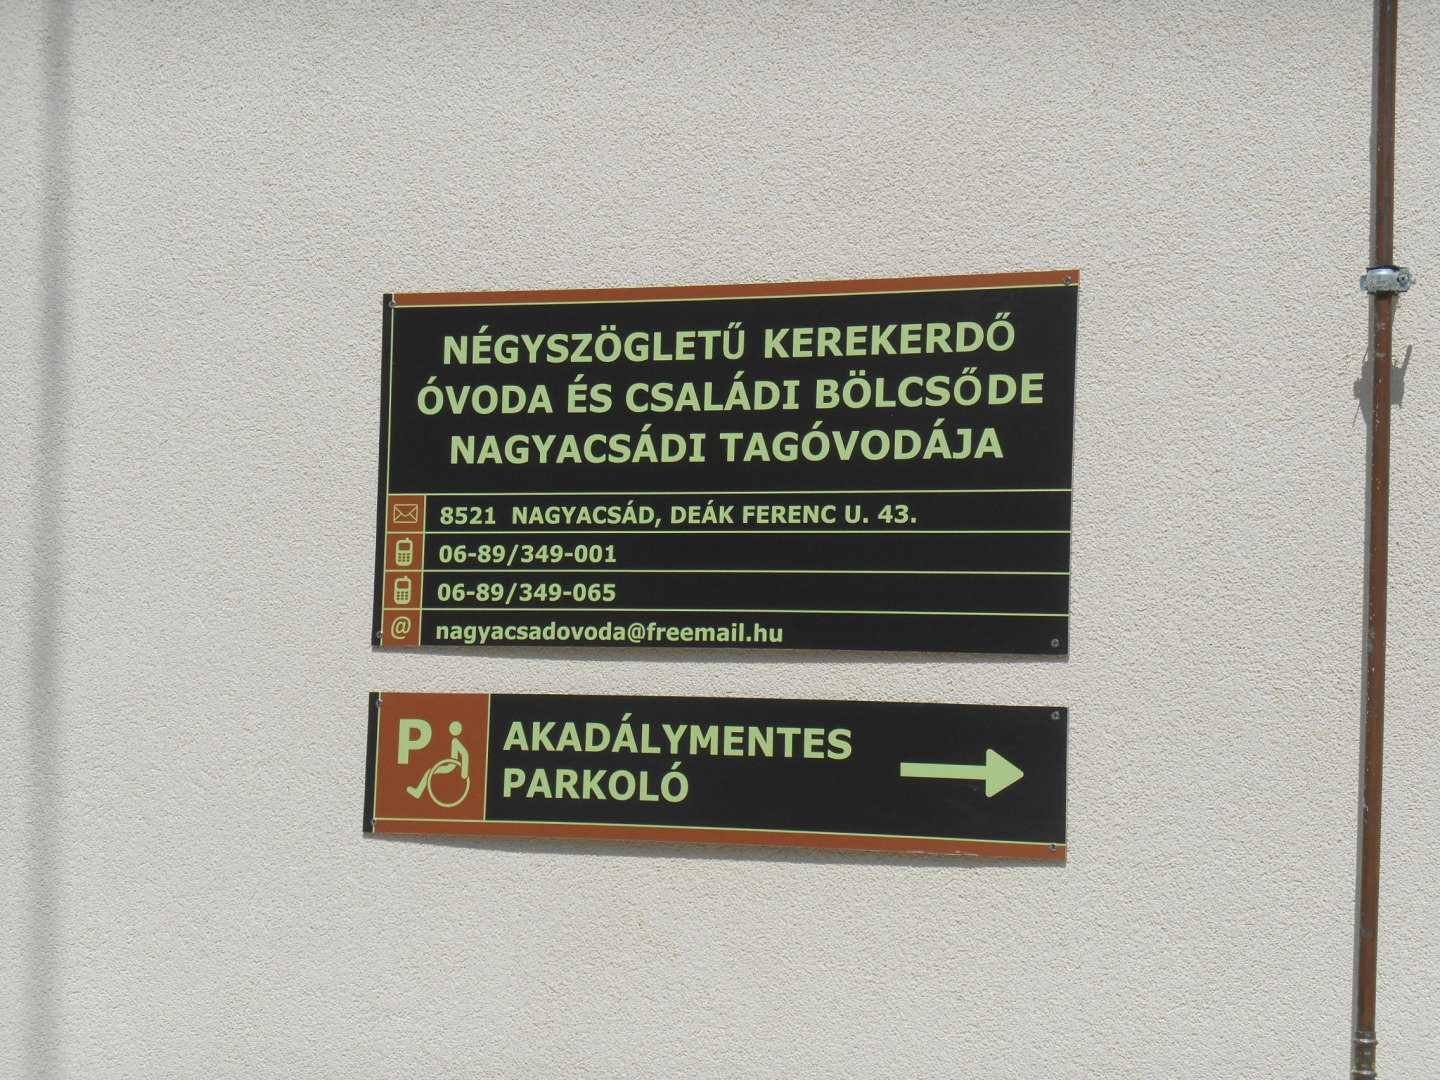 NÉGYSZÖGLETŰ KEREKERDŐ
ÓVODA ÉS CSALÁDI BÖLCSŐDE
NAGYACSÁDI TAGÓVODÁJA
8521 NAGYACSÁD, DEÁK FERENC U. 43.
06-89/349-001
06-89/349-065
@ nagyacsadovoda@freemail.hu
P AKADÁLYMENTES
PARKOLÓ